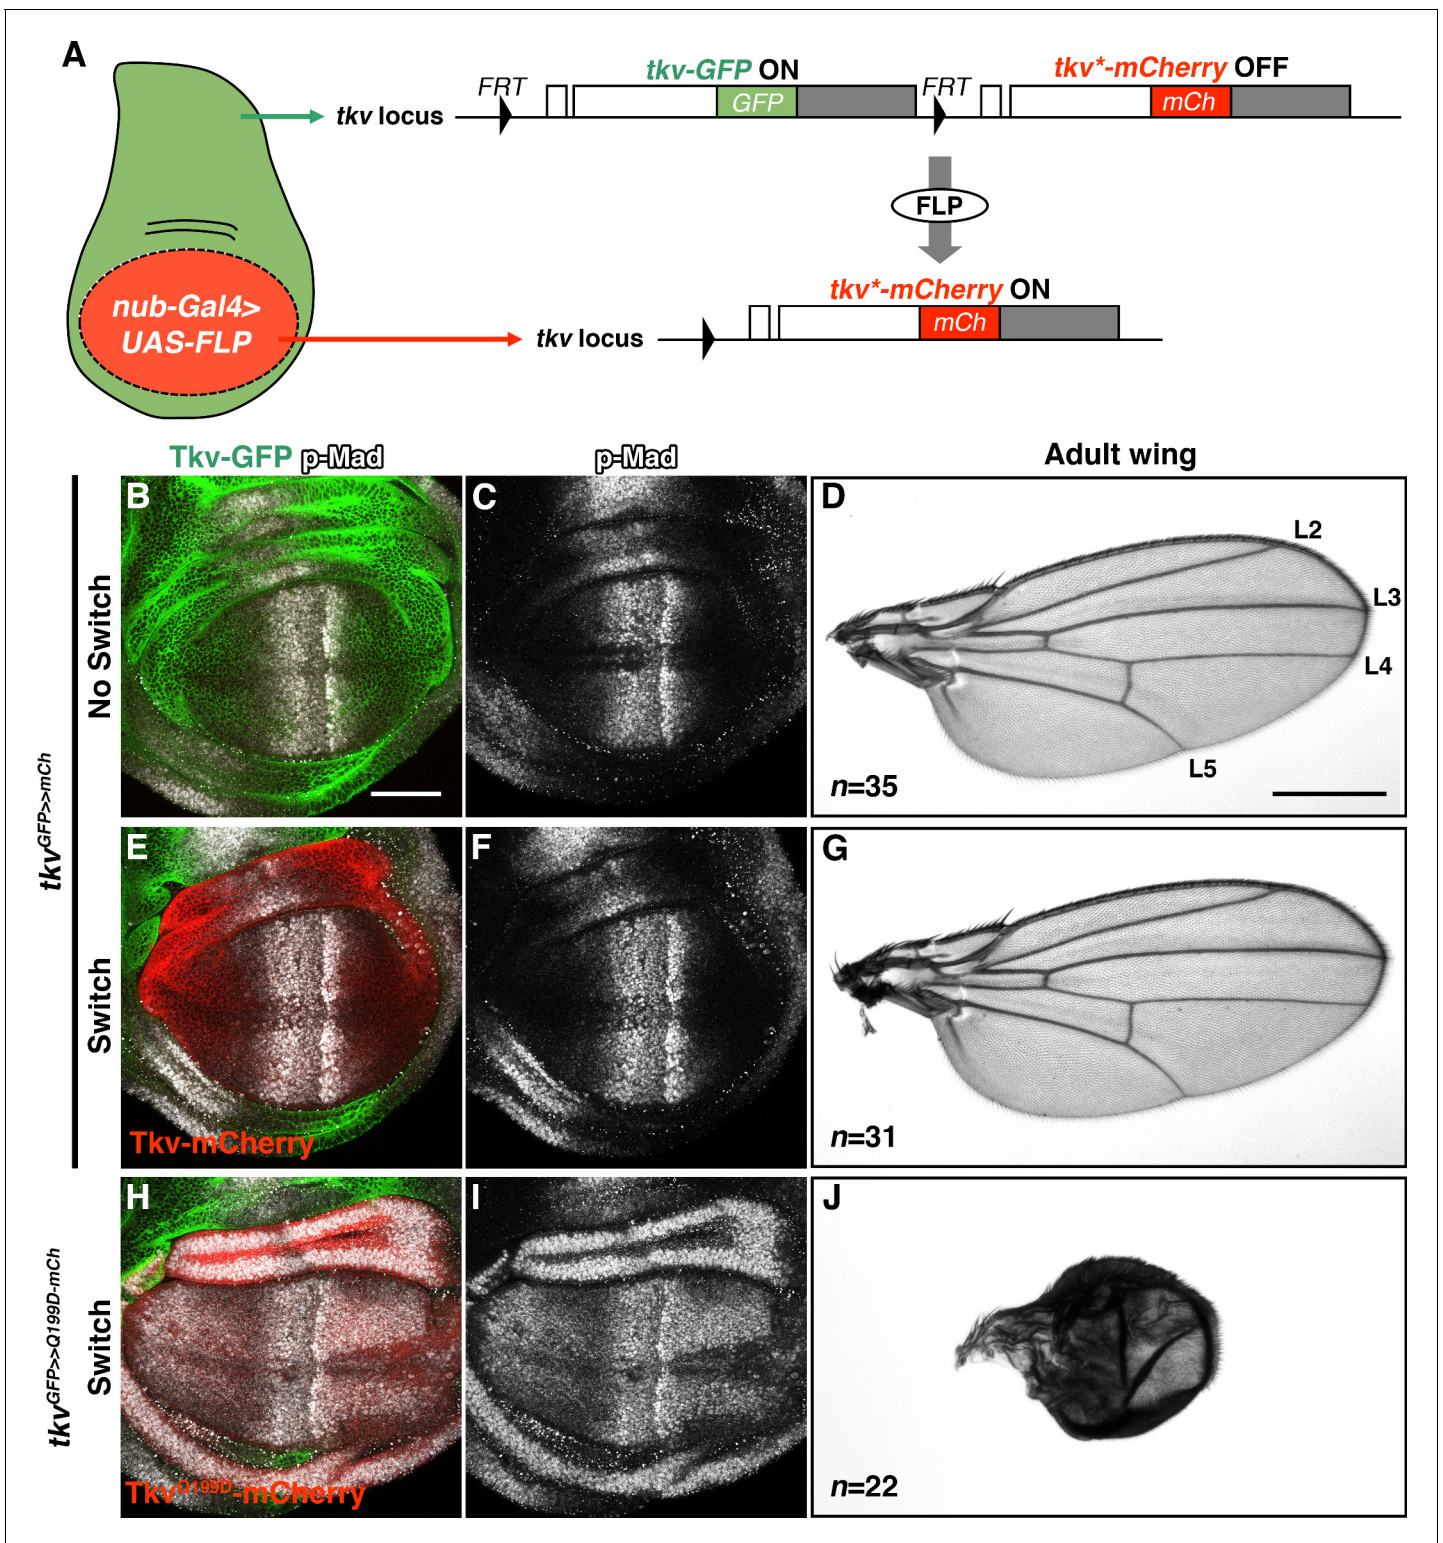 A
FRT
tkv-GFP ON
FRT
tkv*-mCherry OFF
tkv locus
GFP
mCh
FLP
nub-Gal4>
UAS-FLP
tkv*-mCherry ON
tkv locus
mCh
Tkv-GFP p-Mad
p-Mad
Adult wing
tkvGFP>>mCh
No Switch
B
C
D
L2
L3
L4
L5
n=35
Switch
E
Tkv-mCherry
F
G
n=31
tkvGFP>>Q199D-mCh
Switch
H
TkvQ199D-mCherry
I
J
n=22